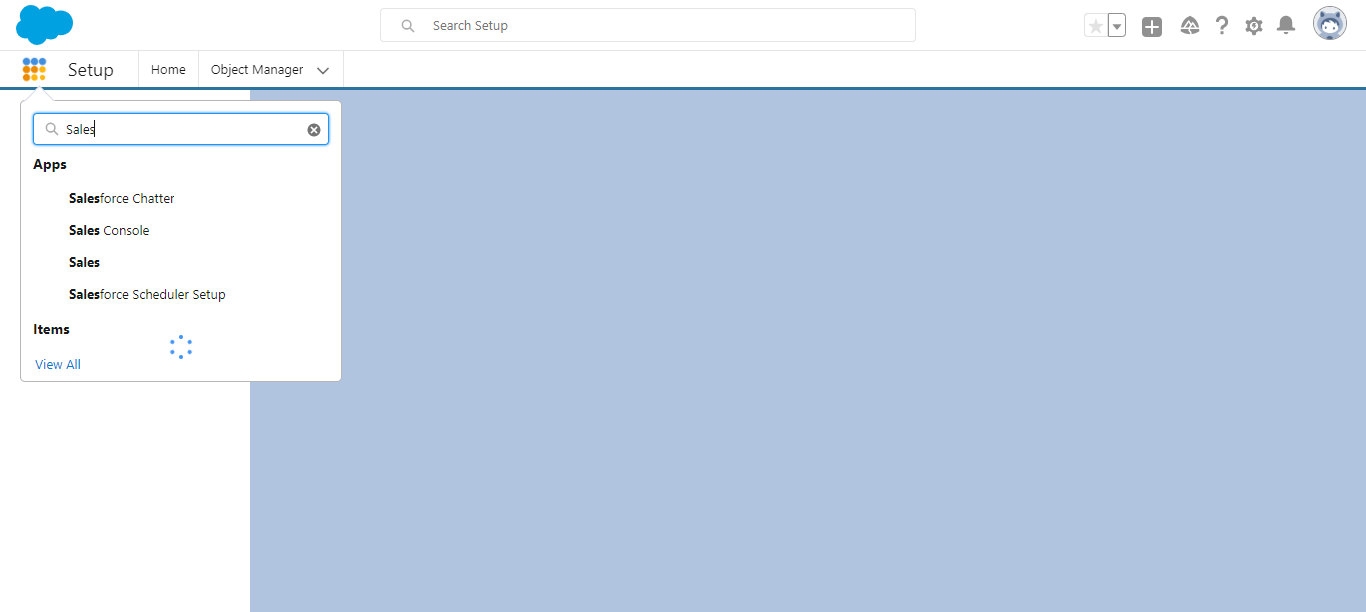 Search Setup
Setup
Home
Object Manager
Sales
Apps
Salesforce Chatter
Sales Console
Sales
Salesforce Scheduler Setup
Items
View All